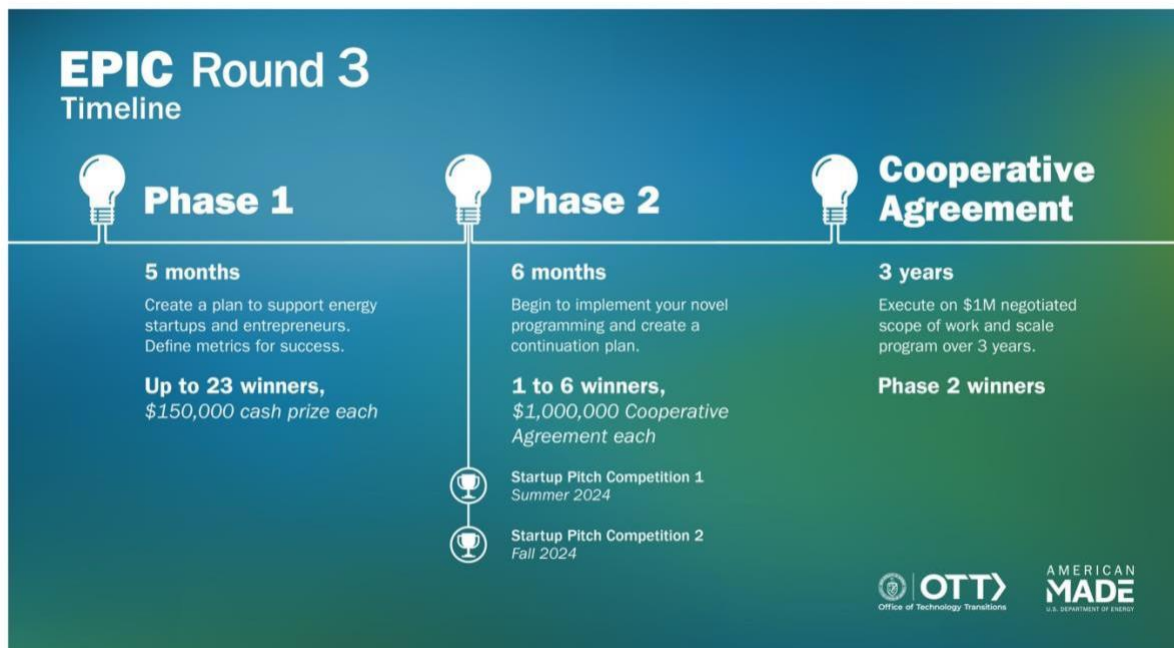 EPIC Round 3
Timeline
Phase 1
5 months
Create a plan to support energy
startups and entrepreneurs.
Define metrics for success.
Up to 23 winners,
$150,000 cash prize each
Phase 2
6 months
Begin to implement your novel
programming and create a
continuation plan.
1 to 6 winners,
$1,000,000 Cooperative
Agreement each
Startup Pitch Competition 1
Summer 2024
Startup Pitch Competition 2
Fall 2024
Cooperative
Agreement
3 years
Execute on $1M negotiated
scope of work and scale
program over 3 years.
Phase 2 winners
OTT
Office of Technology Transitions
AMERICAN
MADE
U.S. DEPARTMENT OF ENERGY